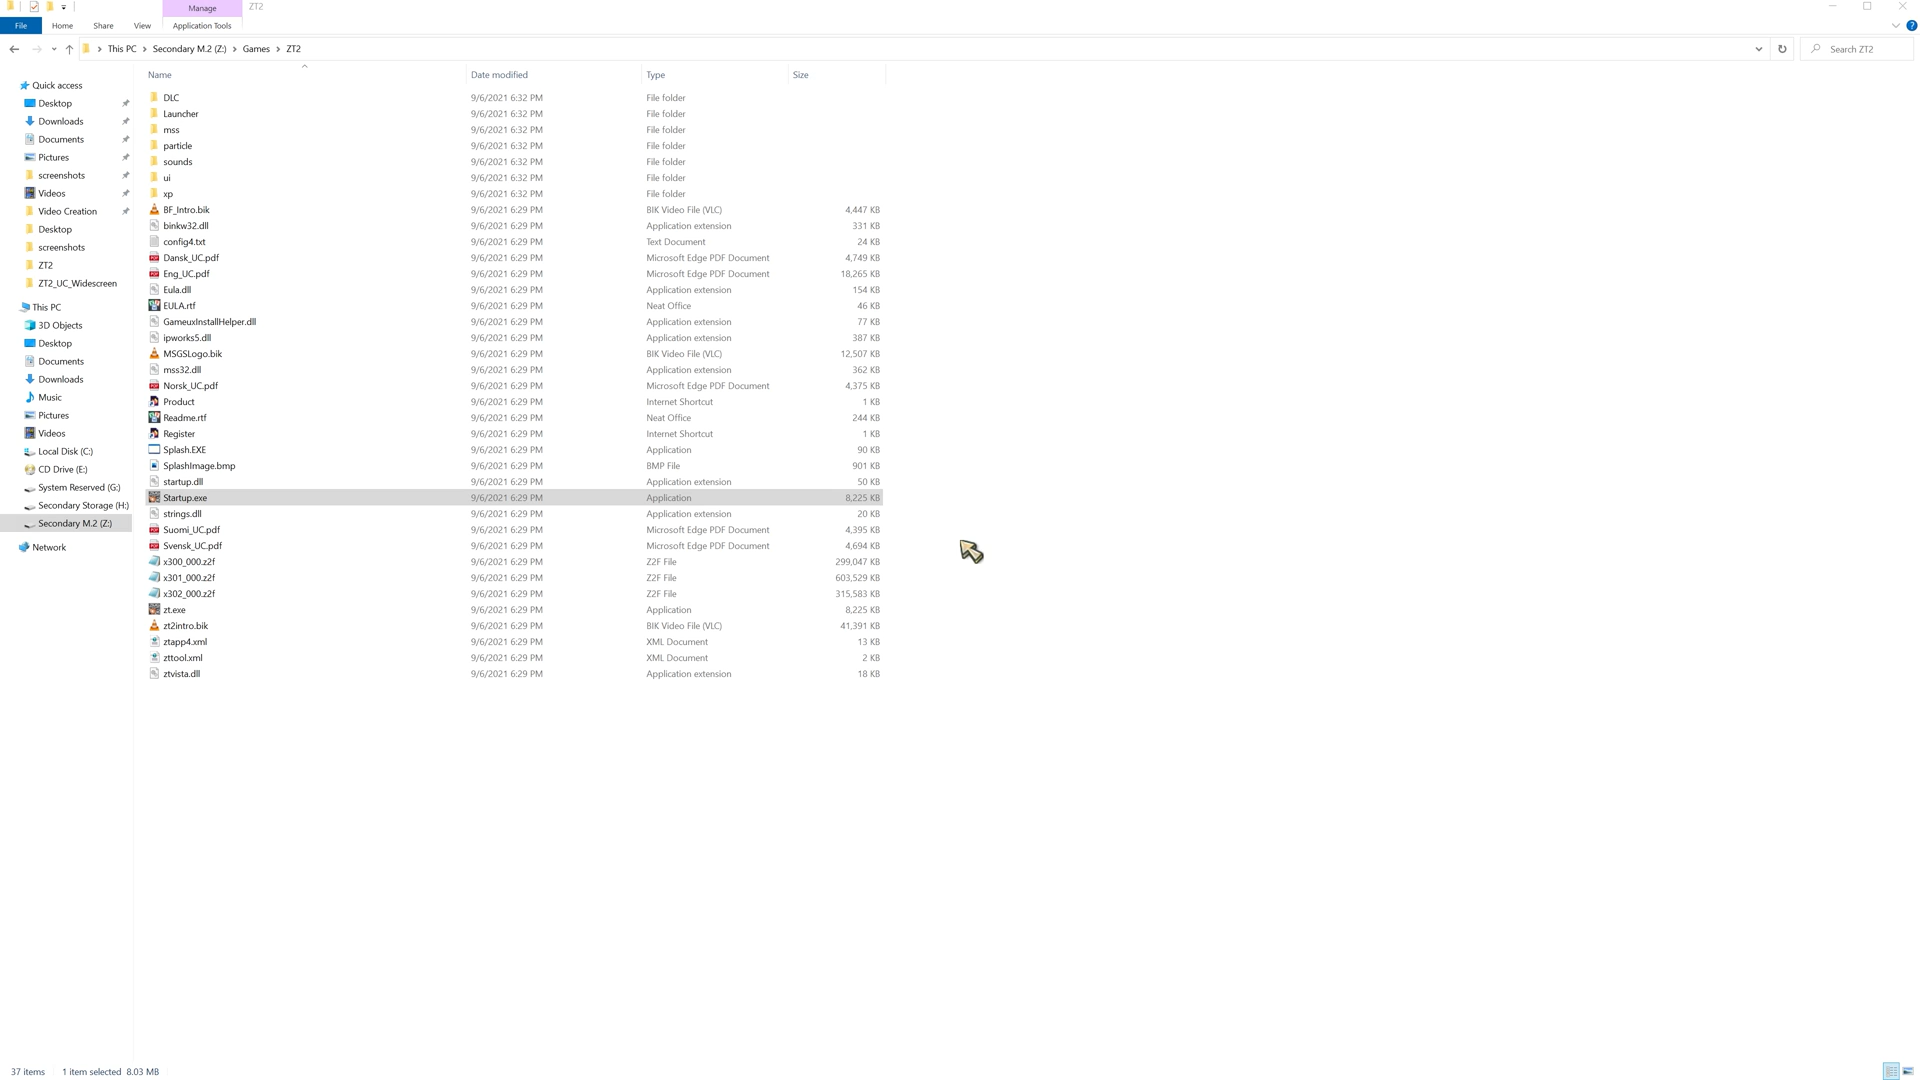 Manage ZT2
File Home Share View Application Tools
This PC Secondary M.2 (Z:) Games ZT2 Search ZT2
Name Date modified Type Size
Quick access
Desktop
Downloads
Documents
Pictures
screenshots
Videos
Video Creation
Desktop
screenshots
ZT2
ZT2_UC_Widescreen
This PC
3D Objects
Desktop
Documents
Downloads
Music
Pictures
Videos
Local Disk (C:)
CD Drive (E:)
System Reserved (G:)
Secondary Storage (H:)
Secondary M.2 (Z:)
Network
DLC 9/6/2021 6:32 PM File folder
Launcher 9/6/2021 6:32 PM File folder
mss 9/6/2021 6:32 PM File folder
particle 9/6/2021 6:32 PM File folder
sounds 9/6/2021 6:32 PM File folder
ui 9/6/2021 6:32 PM File folder
xp 9/6/2021 6:32 PM File folder
BF_Intro.bik 9/6/2021 6:29 PM BIK Video File (VLC) 4,447 KB
binkw32.dll 9/6/2021 6:29 PM Application extension 331 KB
config4.txt 9/6/2021 6:29 PM Text Document 24 KB
Dansk_UC.pdf 9/6/2021 6:29 PM Microsoft Edge PDF Document 4,749 KB
Eng_UC.pdf 9/6/2021 6:29 PM Microsoft Edge PDF Document 18,265 KB
Eula.dll 9/6/2021 6:29 PM Application extension 154 KB
EULA.rtf 9/6/2021 6:29 PM Neat Office 46 KB
GameuxInstallHelper.dll 9/6/2021 6:29 PM Application extension 77 KB
ipworks5.dll 9/6/2021 6:29 PM Application extension 387 KB
MSGSLogo.bik 9/6/2021 6:29 PM BIK Video File (VLC) 12,507 KB
mss32.dll 9/6/2021 6:29 PM Application extension 362 KB
Norsk_UC.pdf 9/6/2021 6:29 PM Microsoft Edge PDF Document 4,375 KB
Product 9/6/2021 6:29 PM Internet Shortcut 1 KB
Readme.rtf 9/6/2021 6:29 PM Neat Office 244 KB
Register 9/6/2021 6:29 PM Internet Shortcut 1 KB
Splash.EXE 9/6/2021 6:29 PM Application 90 KB
SplashImage.bmp 9/6/2021 6:29 PM BMP File 901 KB
startup.dll 9/6/2021 6:29 PM Application extension 50 KB
Startup.exe 9/6/2021 6:29 PM Application 8,225 KB
strings.dll 9/6/2021 6:29 PM Application extension 20 KB
Suomi_UC.pdf 9/6/2021 6:29 PM Microsoft Edge PDF Document 4,395 KB
Svensk_UC.pdf 9/6/2021 6:29 PM Microsoft Edge PDF Document 4,694 KB
x300_000.z2f 9/6/2021 6:29 PM Z2F File 299,047 KB
x301_000.z2f 9/6/2021 6:29 PM Z2F File 603,529 KB
x302_000.z2f 9/6/2021 6:29 PM Z2F File 315,583 KB
zt.exe 9/6/2021 6:29 PM Application 8,225 KB
zt2intro.bik 9/6/2021 6:29 PM BIK Video File (VLC) 41,391 KB
ztapp4.xml 9/6/2021 6:29 PM XML Document 13 KB
zttool.xml 9/6/2021 6:29 PM XML Document 2 KB
ztvista.dll 9/6/2021 6:29 PM Application extension 18 KB
37 items 1 item selected 8.03 MB